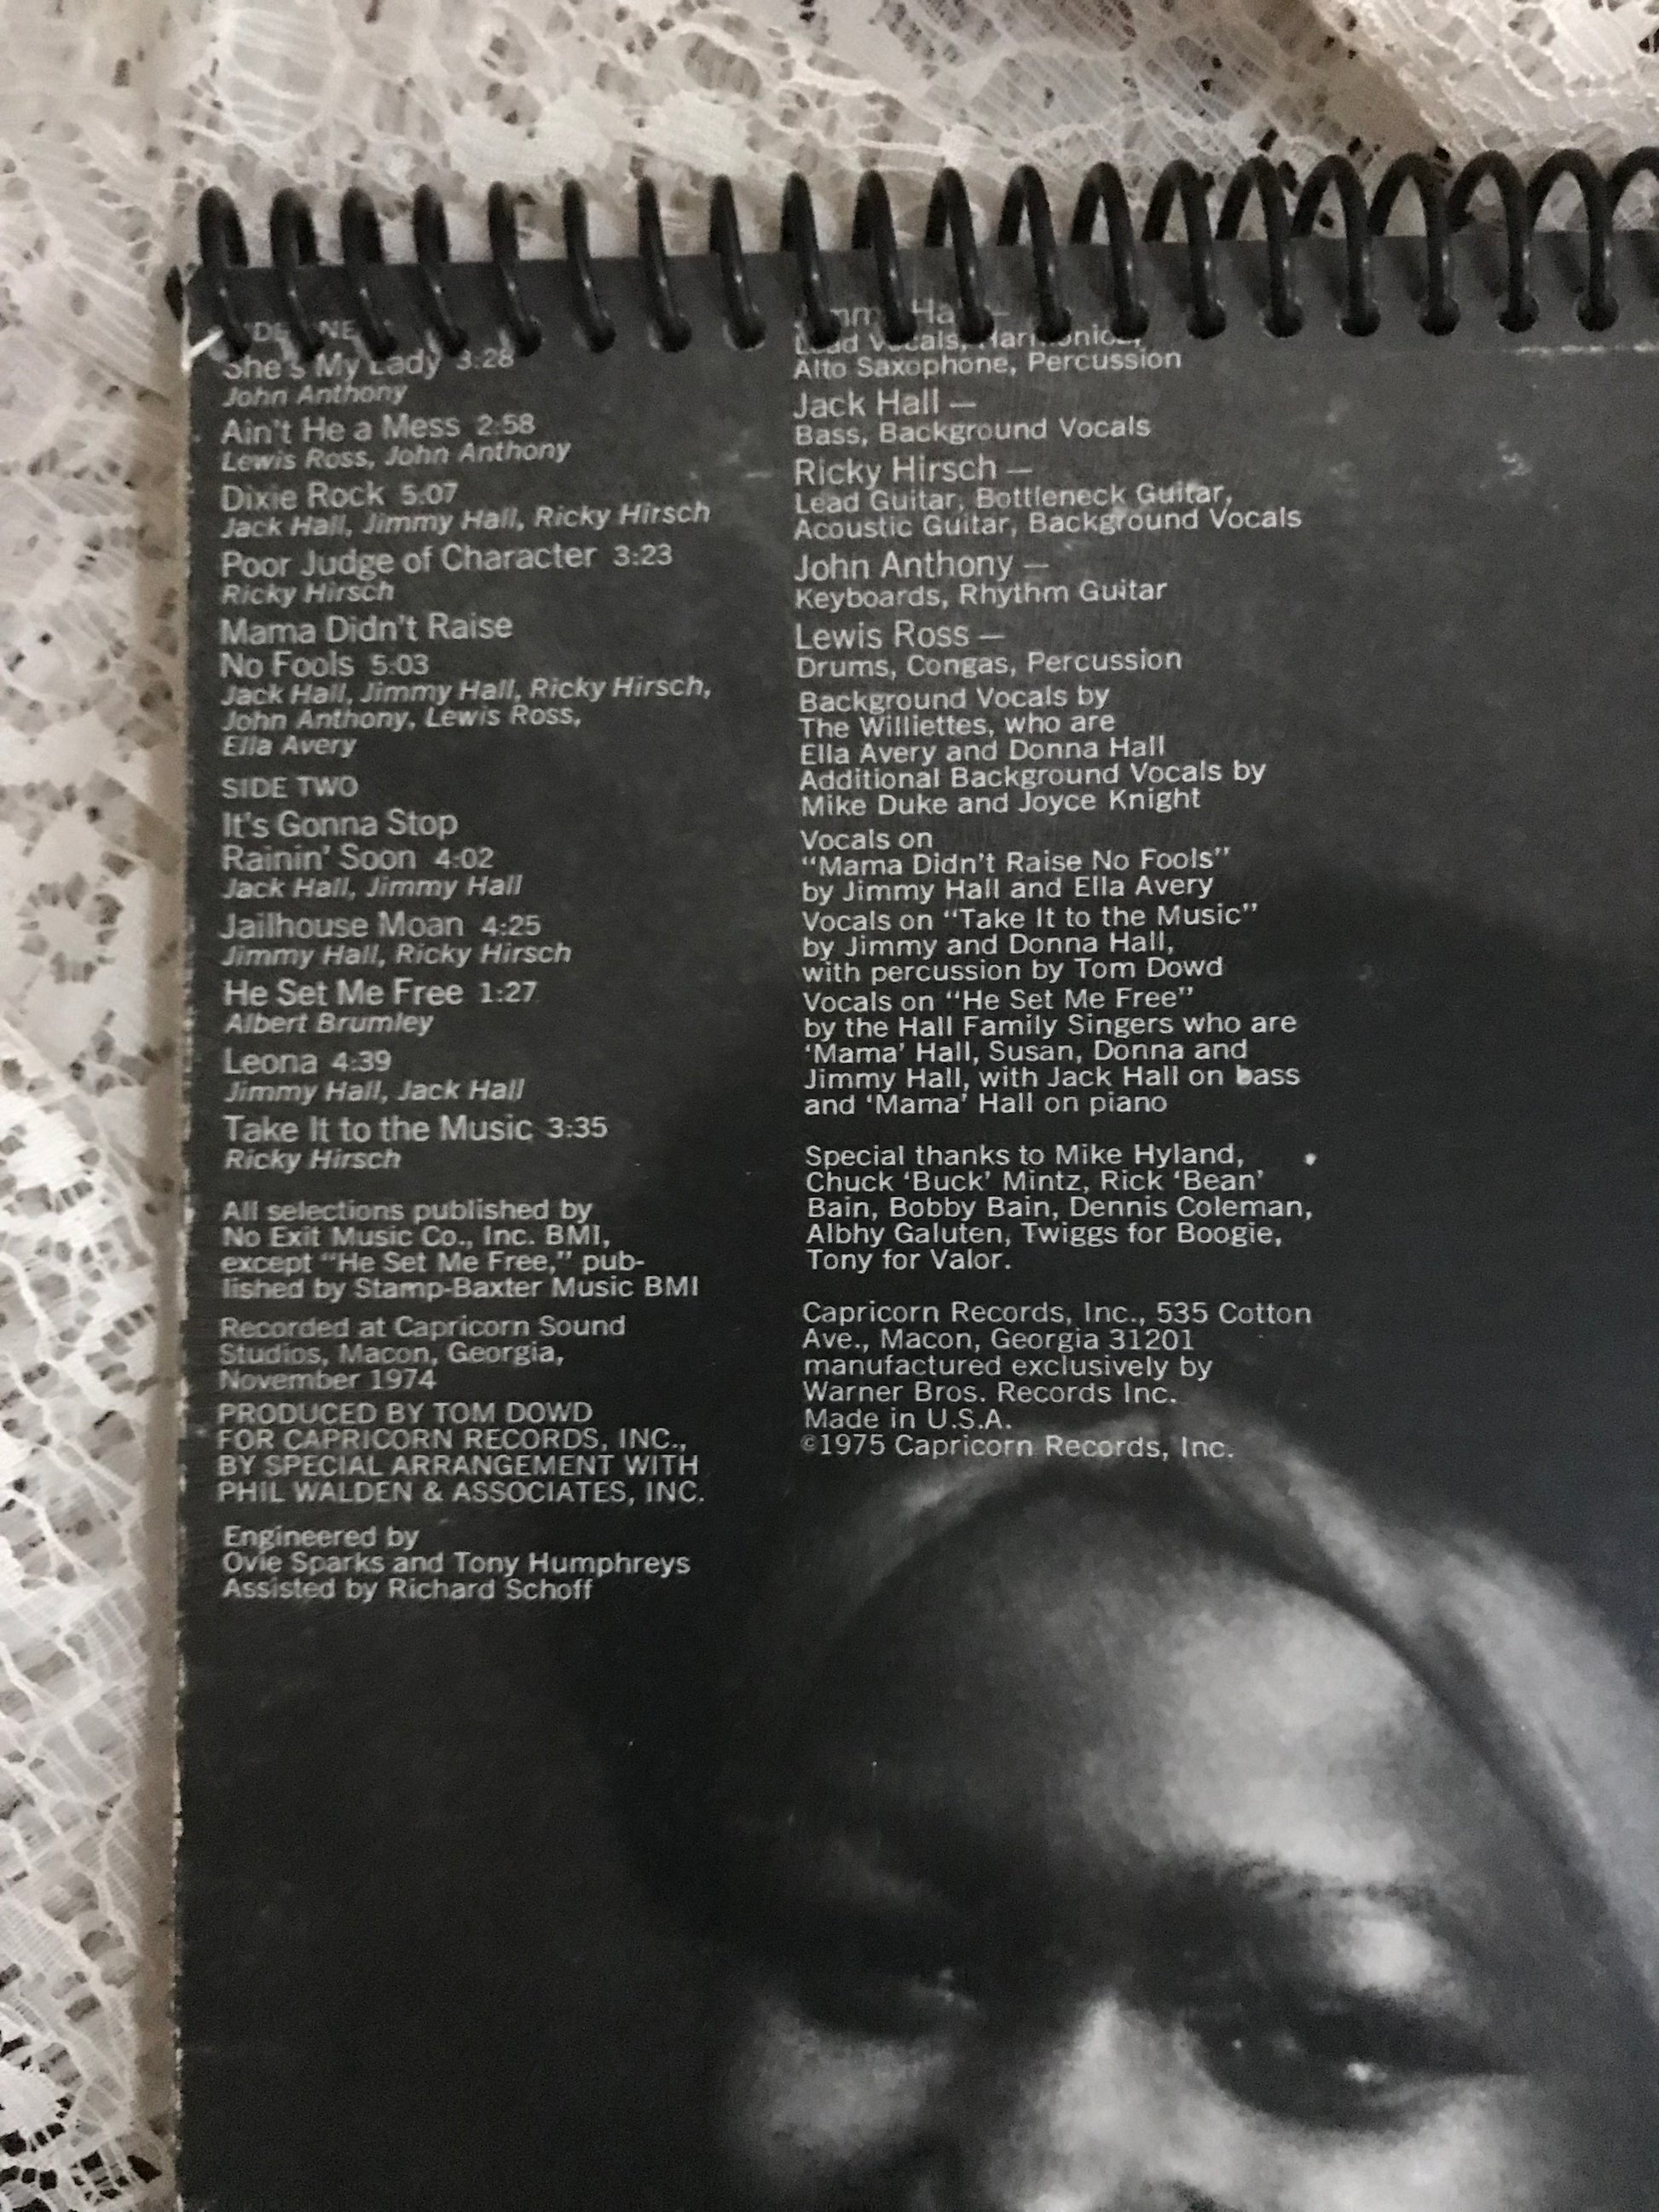 She's My Lady 3:28
John Anthony
Ain't He a Mess 2:58
Lewis Ross, John Anthony
Dixie Rock 5:07
Jack Hall, Jimmy Hall, Ricky Hirsch
Poor Judge of Character 3:23
Ricky Hirsch
Mama Didn't Raise
No Fools 5:03
Jack Hall, Jimmy Hall, Ricky Hirsch,
John Anthony, Lewis Ross,
Ella Avery
SIDE TWO
It's Gonna Stop
Rainin' Soon 4:02
Jack Hall, Jimmy Hall
Jailhouse Moan 4:25
Jimmy Hall, Ricky Hirsch
He Set Me Free 1:27
Albert Brumley
Leona 4:39
Jimmy Hall, Jack Hall
Take It to the Music 3:35
Ricky Hirsch
All selections published by
No Exit Music Co., Inc. BMI,
except "He Set Me Free," pub-
lished by Stamp-Baxter Music BMI
Recorded at Capricorn Sound
Studios, Macon, Georgia,
November 1974
PRODUCED BY TOM DOWD
FOR CAPRICORN RECORDS, INC.,
BY SPECIAL ARRANGEMENT WITH
PHIL WALDEN & ASSOCIATES, INC.
Engineered by
Ovie Sparks and Tony Humphreys
Assisted by Richard Schoff
Lead Vocals, Harmonica,
Alto Saxophone, Percussion
Jack Hall —
Bass, Background Vocals
Ricky Hirsch —
Lead Guitar, Bottleneck Guitar,
Acoustic Guitar, Background Vocals
John Anthony —
Keyboards, Rhythm Guitar
Lewis Ross —
Drums, Congas, Percussion
Background Vocals by
The Williettes, who are
Ella Avery and Donna Hall
Additional Background Vocals by
Mike Duke and Joyce Knight
Vocals on
"Mama Didn't Raise No Fools"
by Jimmy Hall and Ella Avery
Vocals on "Take It to the Music"
by Jimmy and Donna Hall,
with percussion by Tom Dowd
Vocals on "He Set Me Free"
by the Hall Family Singers who are
'Mama' Hall, Susan, Donna and
Jimmy Hall, with Jack Hall on bass
and 'Mama' Hall on piano
Special thanks to Mike Hyland,
Chuck 'Buck' Mintz, Rick 'Bean'
Bain, Bobby Bain, Dennis Coleman,
Albhy Galuten, Twiggs for Boogie,
Tony for Valor.
Capricorn Records, Inc., 535 Cotton
Ave., Macon, Georgia 31201
manufactured exclusively by
Warner Bros. Records Inc.
Made in U.S.A.
©1975 Capricorn Records, Inc.